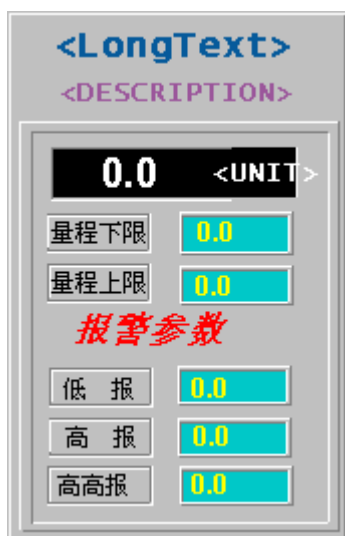 <LongText>
<DESCRIPTION>
0.0 <UNIT>
量程下限 0.0
量程上限 0.0
报警参数
低 报 0.0
高 报 0.0
高高报 0.0